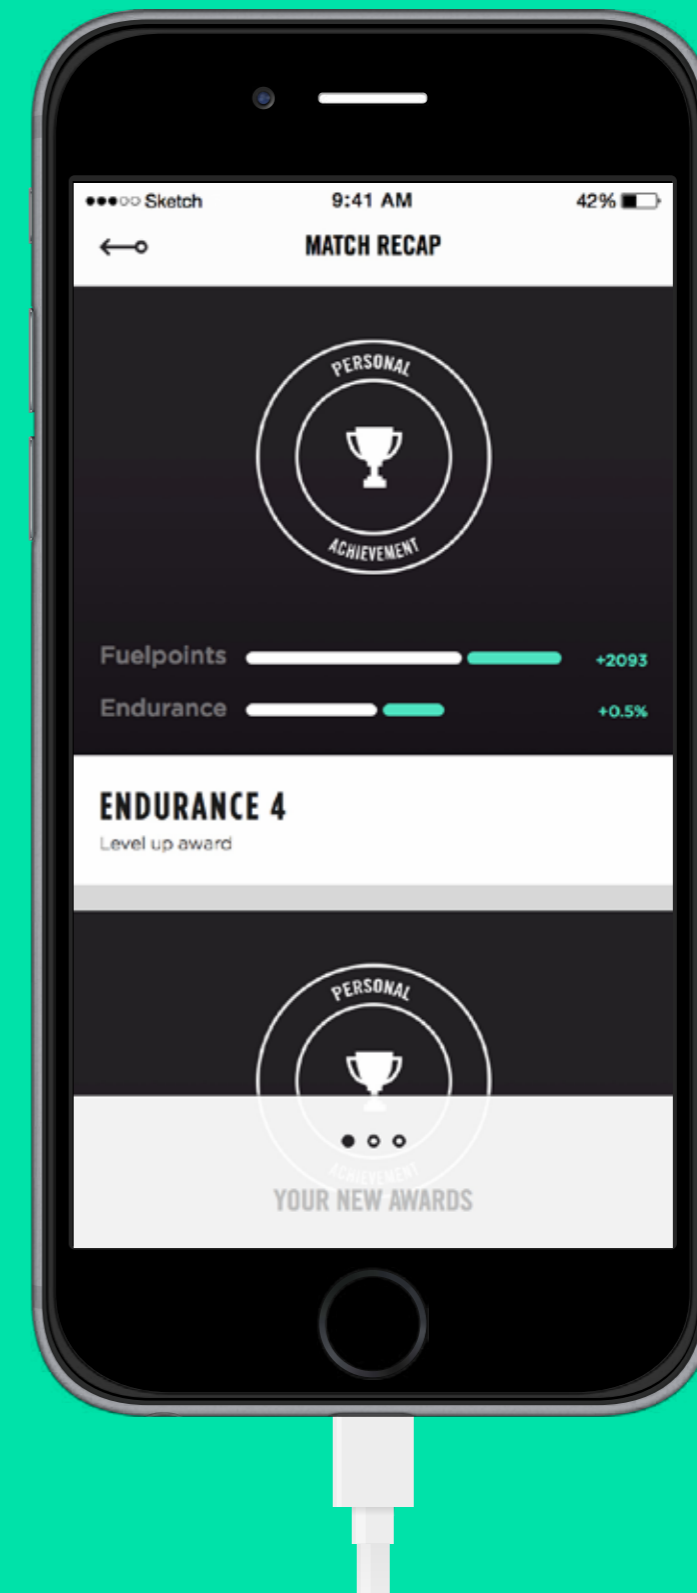 Sketch 9:41 AM 42%
MATCH RECAP
PERSONAL
ACHIEVEMENT
Fuelpoints +2093
Endurance +0.5%
ENDURANCE 4
Level up award
PERSONAL
ACHIEVEMENT
YOUR NEW AWARDS